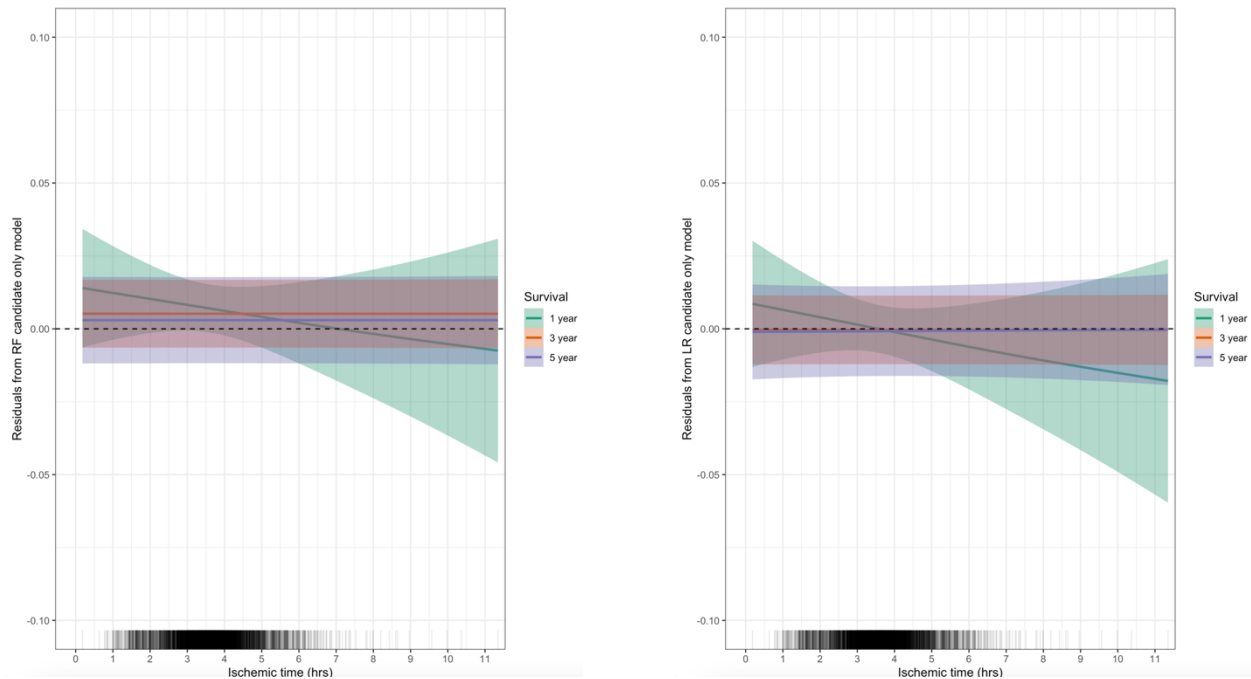 Residuals from RF candidate only model
0.10
0.05
0.00
-0.05
-0.10
0 1 2 3 4 5 6 7 8 9 10 11
Ischemic time (hrs)
Survival
1 year
3 year
5 year
Residuals from LR candidate only model
0.10
0.05
0.00
-0.05
-0.10
0 1 2 3 4 5 6 7 8 9 10 11
Ischemic time (hrs)
Survival
1 year
3 year
5 year